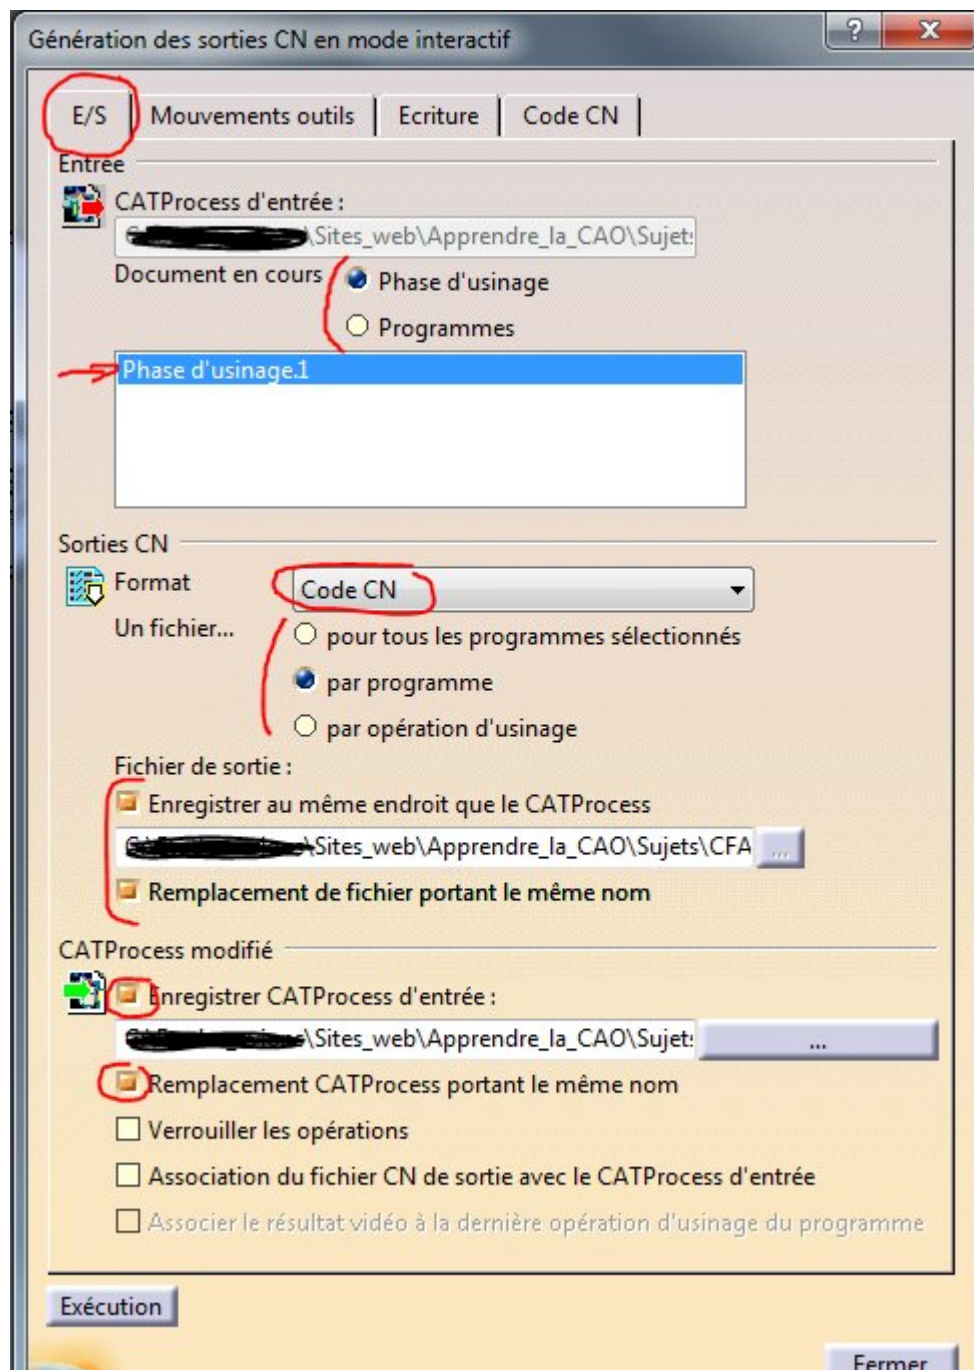 Génération des sorties CN en mode interactif
E/S Mouvements outils Ecriture Code CN
Entrée
CATProcess d'entrée :
\Sites_web\Apprendre_la_CAO\Sujet
Document en cours Phase d'usinage
Programmes
Phase d'usinage.1
Sorties CN
Format Code CN
Un fichier... pour tous les programmes sélectionnés
par programme
par opération d'usinage
Fichier de sortie :
Enregistrer au même endroit que le CATProcess
\Sites_web\Apprendre_la_CAO\Sujets\CFA ...
Remplacement de fichier portant le même nom
CATProcess modifié
Enregistrer CATProcess d'entrée :
\Sites_web\Apprendre_la_CAO\Sujet ...
Remplacement CATProcess portant le même nom
Verrouiller les opérations
Association du fichier CN de sortie avec le CATProcess d'entrée
Associer le résultat vidéo à la dernière opération d'usinage du programme
Exécution
Fermer